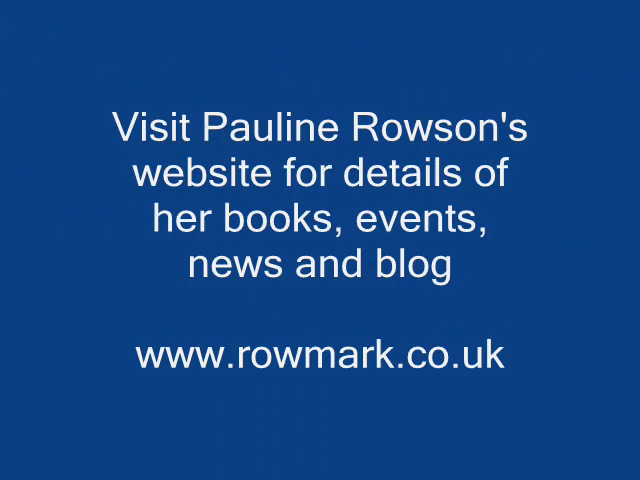 Visit Pauline Rowson's
website for details of
her books, events,
news and blog
www.rowmark.co.uk